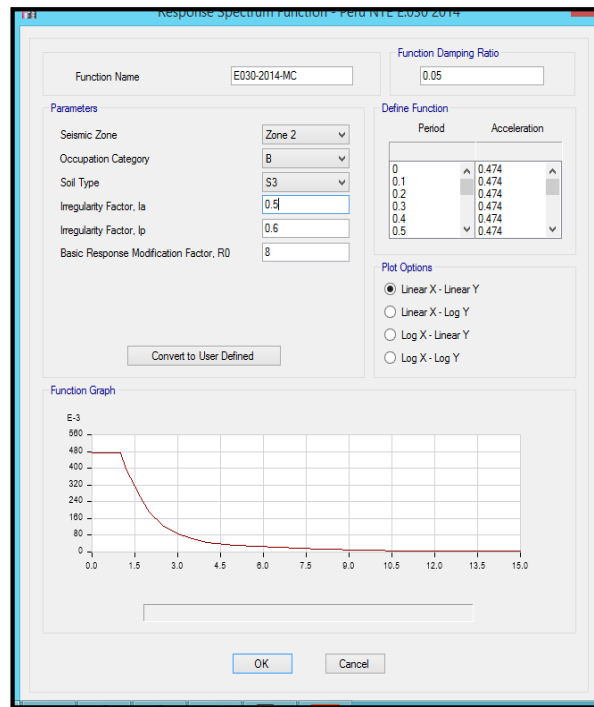 Response Spectrum Function - Peru NTE E.030 2014
Function Name
E030-2014-MC
Function Damping Ratio
0.05
Parameters
Seismic Zone
Zone 2
Occupation Category
B
Soil Type
S3
Irregularity Factor, Ia
0.5
Irregularity Factor, Ip
0.6
Basic Response Modification Factor, R0
8
Convert to User Defined
Define Function
Period Acceleration
0 0.474
0.1 0.474
0.2 0.474
0.3 0.474
0.4 0.474
0.5 0.474
Plot Options
Linear X - Linear Y
Linear X - Log Y
Log X - Linear Y
Log X - Log Y
Function Graph
E-3
560
480
400
320
240
160
80
0
0.0 1.5 3.0 4.5 6.0 7.5 9.0 10.5 12.0 13.5 15.0
OK Cancel